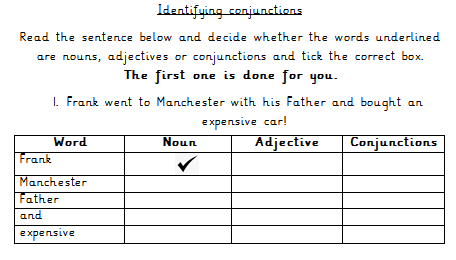 Identifying conjunctions
Read the sentence below and decide whether the words underlined
are nouns, adjectives or conjunctions and tick the correct box.
The first one is done for you.
1. Frank went to Manchester with his Father and bought an
expensive car!
Word Noun Adjective Conjunctions
Frank ✓
Manchester
Father
and
expensive